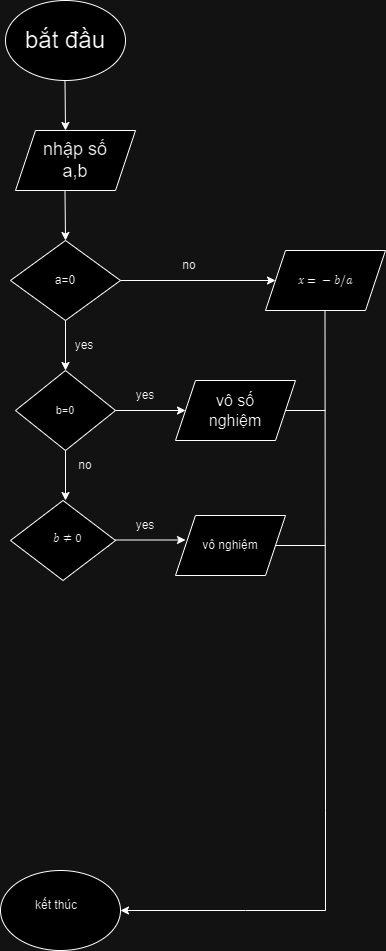 bắt đầu
nhập số
a,b
a=0
no
x = − b/a
yes
b=0
yes
vô số
nghiệm
no
b ≠ 0
yes
vô nghiệm
kết thúc